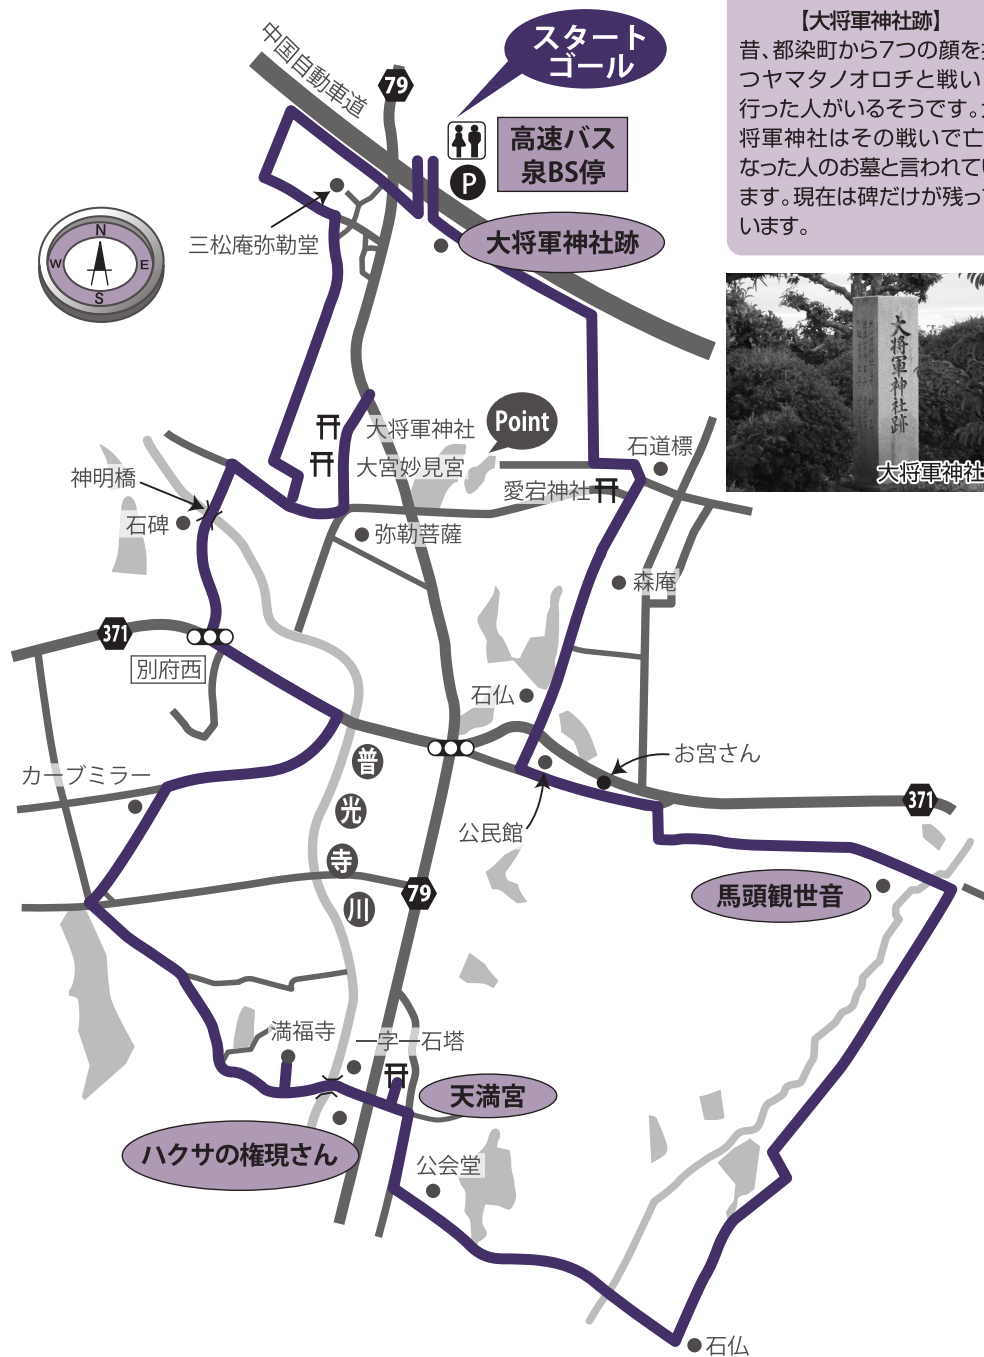 スタート
ゴール
中国自動車道
79
高速バス
泉BS停
P
大将軍神社跡
三松庵弥勒堂
N
W
E
S
【大将軍神社跡】
昔、都染町から7つの顔を
つヤマタノオロチと戦い
行った人がいるそうです。
将軍神社はその戦いで亡
なった人のお墓と言われてい
ます。現在は碑だけが残って
います。
大将軍神社跡
大将軍神社
Point
大将軍神社
大宮妙見宮
石道標
愛宕神社
神明橋
石碑
弥勒菩薩
森庵
371
別府西
石仏
お宮さん
カーブミラー
普光寺川
公民館
371
79
馬頭観世音
満福寺
一字一石塔
天満宮
ハクサの権現さん
公会堂
石仏